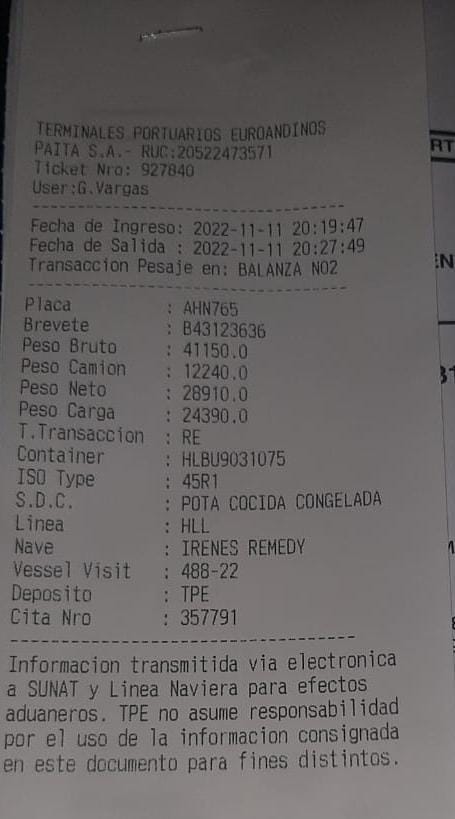 TERMINALES PORTUARIOS EUROANDINOS
PAITA S.A.- RUC:20522473571
Ticket Nro: 927840
User:G.Vargas
--------------------------------
Fecha de Ingreso: 2022-11-11 20:19:47
Fecha de Salida : 2022-11-11 20:27:49
Transaccion Pesaje en: BALANZA NO2
--------------------------------
Placa : AHN765
Brevete : B43123636
Peso Bruto : 41150.0
Peso Camion : 12240.0
Peso Neto : 28910.0
Peso Carga : 24390.0
T.Transaccion : RE
Container : HLBU9031075
ISO Type : 45R1
S.D.C. : POTA COCIDA CONGELADA
Linea : HLL
Nave : IRENES REMEDY
Vessel Visit : 488-22
Deposito : TPE
Cita Nro : 357791
--------------------------------
Informacion transmitida via electronica
a SUNAT y Linea Naviera para efectos
aduaneros. TPE no asume responsabilidad
por el uso de la informacion consignada
en este documento para fines distintos.